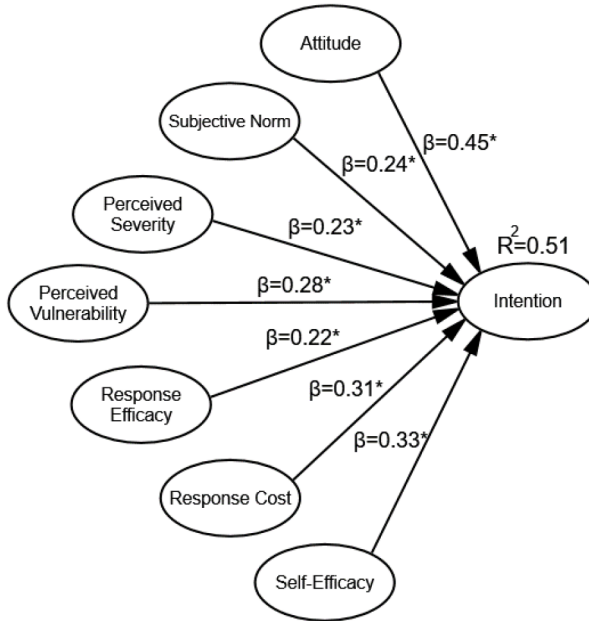 Attitude
Subjective Norm
β=0.45*
β=0.24*
Perceived
Severity
β=0.23*
R²=0.51
Perceived
Vulnerability
β=0.28*
Intention
β=0.22*
Response
Efficacy
β=0.31*
β=0.33*
Response Cost
Self-Efficacy